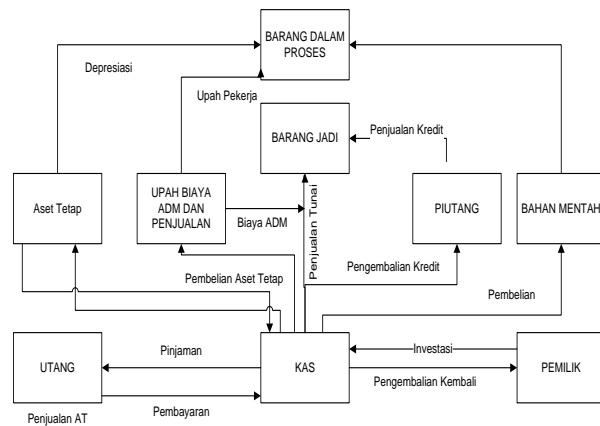 BARANG DALAM
PROSES
Depresiasi
Upah Pekerja
BARANG JADI
Penjualan Kredit
Aset Tetap
UPAH BIAYA
ADM DAN
PENJUALAN
Biaya ADM
Penjualan Tunai
PIUTANG
BAHAN MENTAH
Pengembalian Kredit
Pembelian Aset Tetap
Pembelian
UTANG
Pinjaman
KAS
Investasi
PEMILIK
Pengembalian Kembali
Penjualan AT
Pembayaran